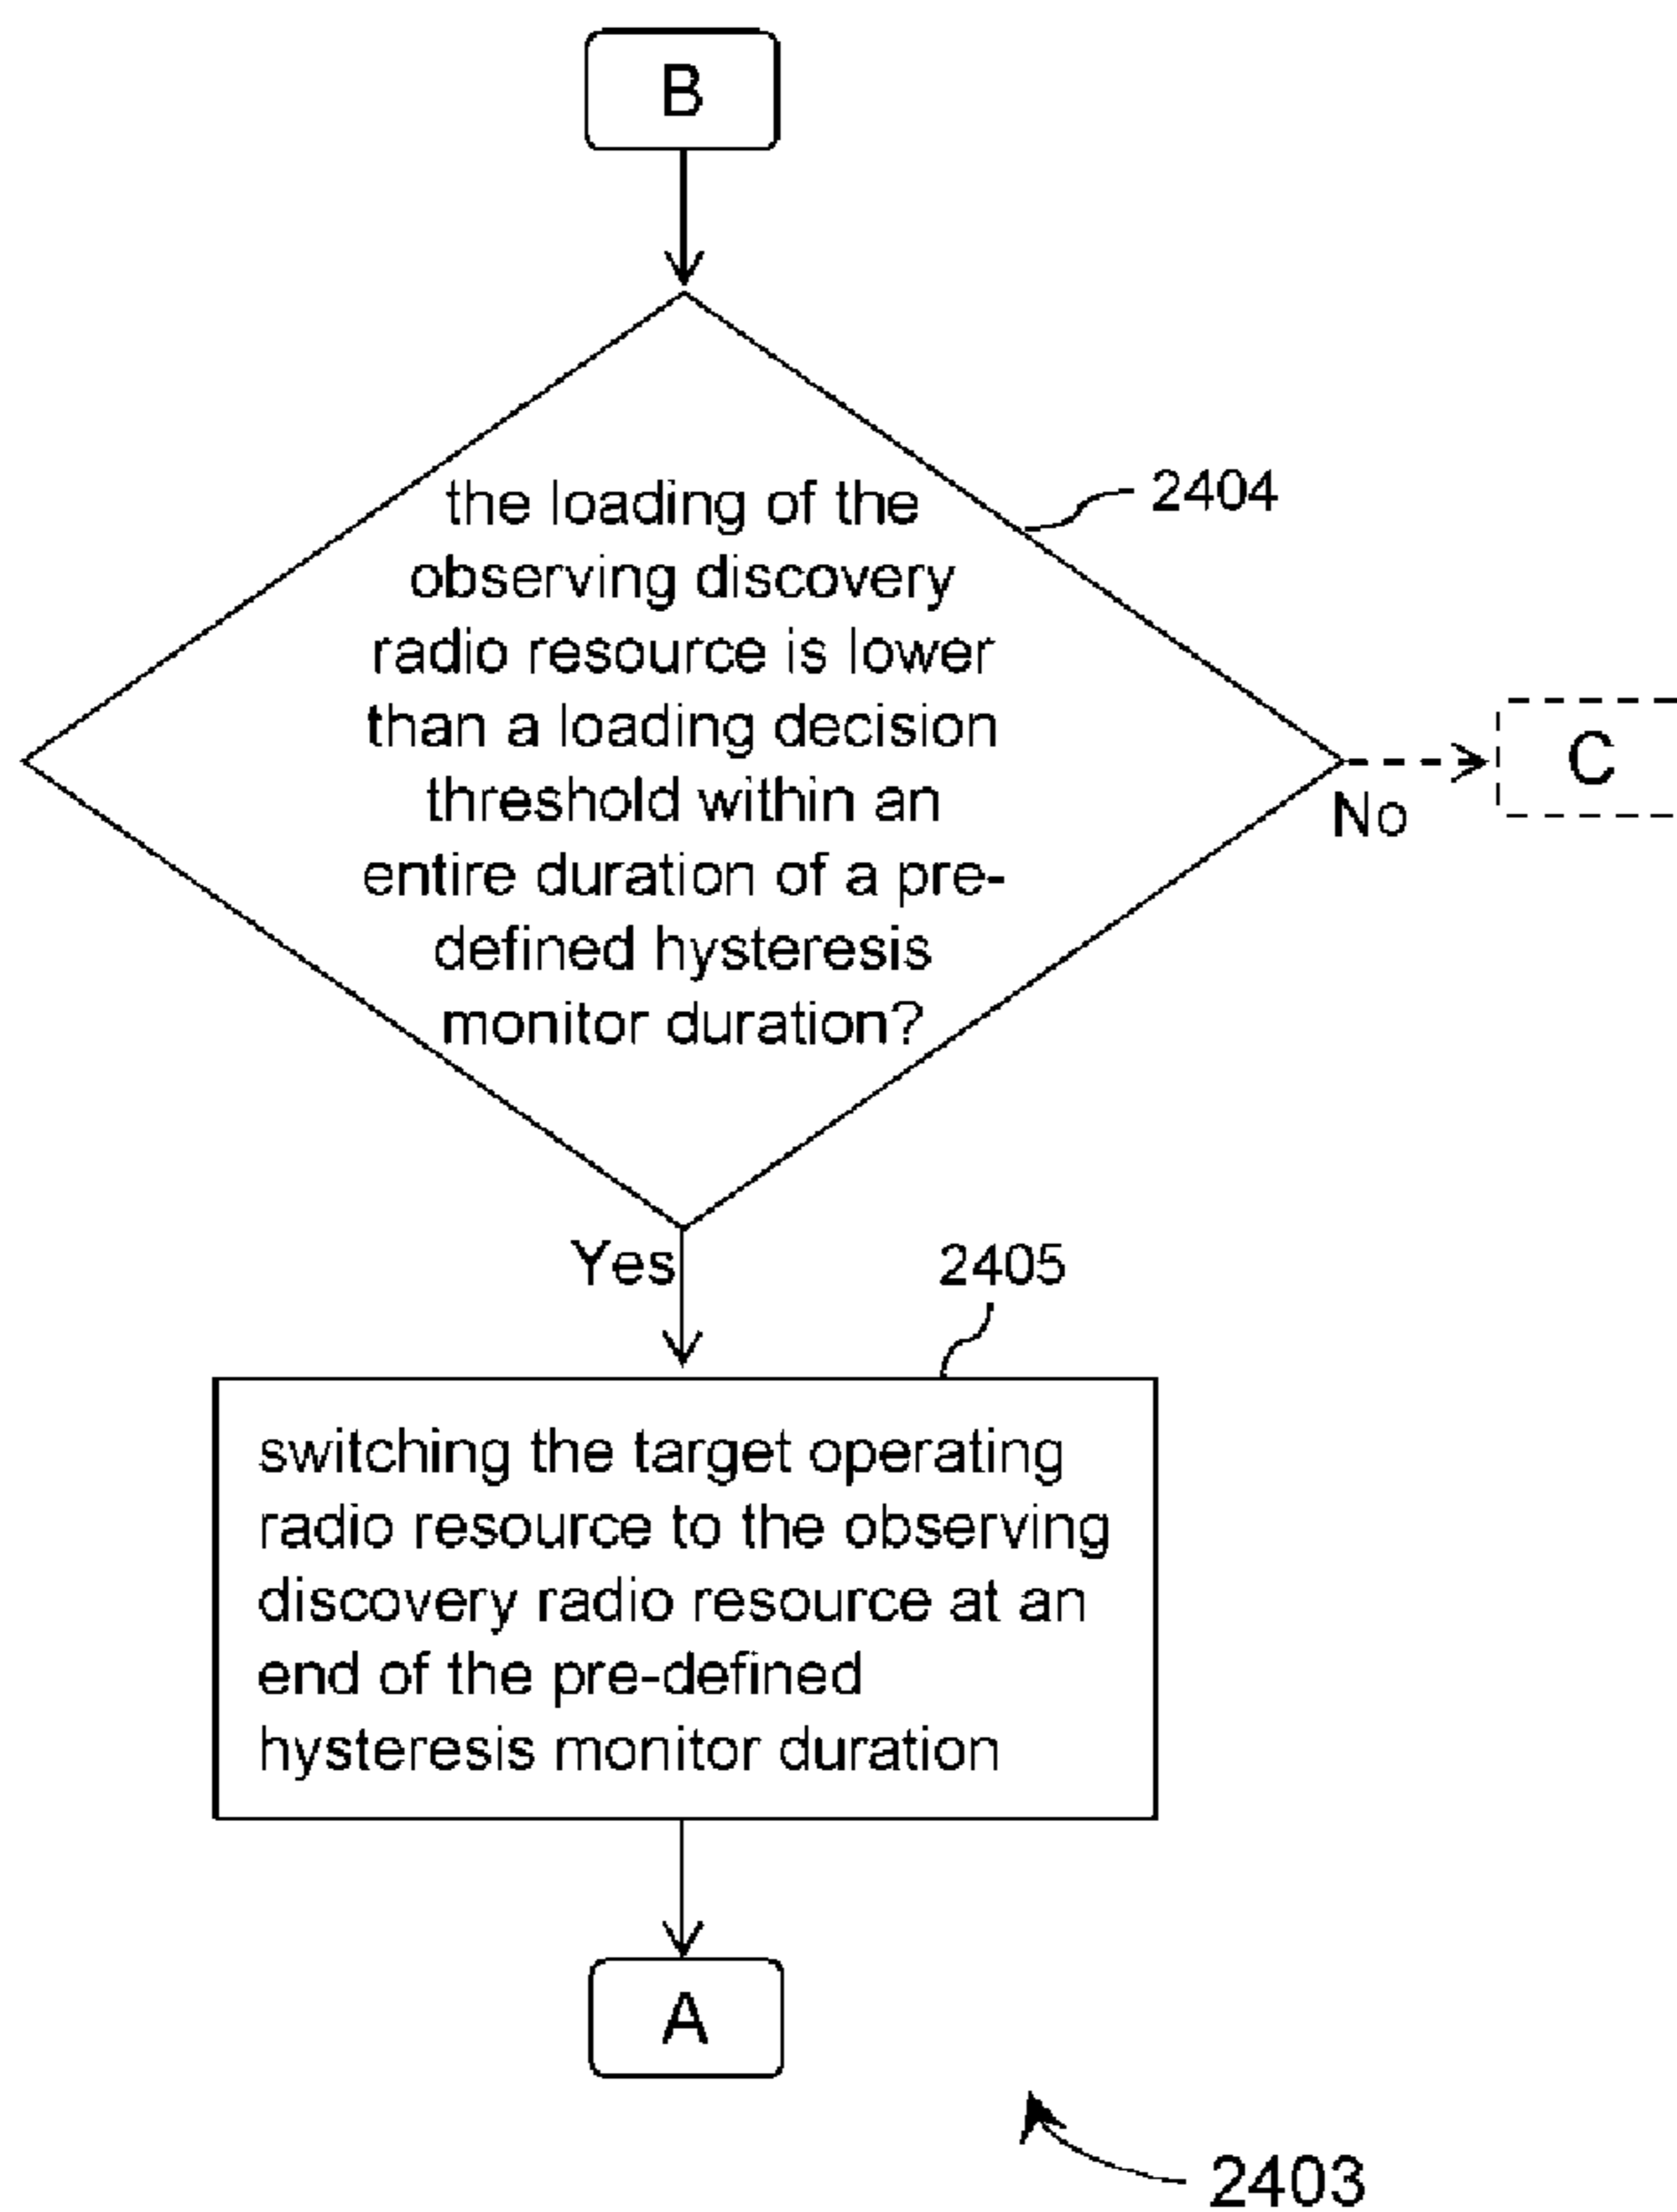 B
the loading of the
observing discovery
radio resource is lower
than a loading decision
threshold within an
entire duration of a pre-
defined hysteresis
monitor duration?
2404
C
No
Yes
2405
switching the target operating
radio resource to the observing
discovery radio resource at an
end of the pre-defined
hysteresis monitor duration
A
2403